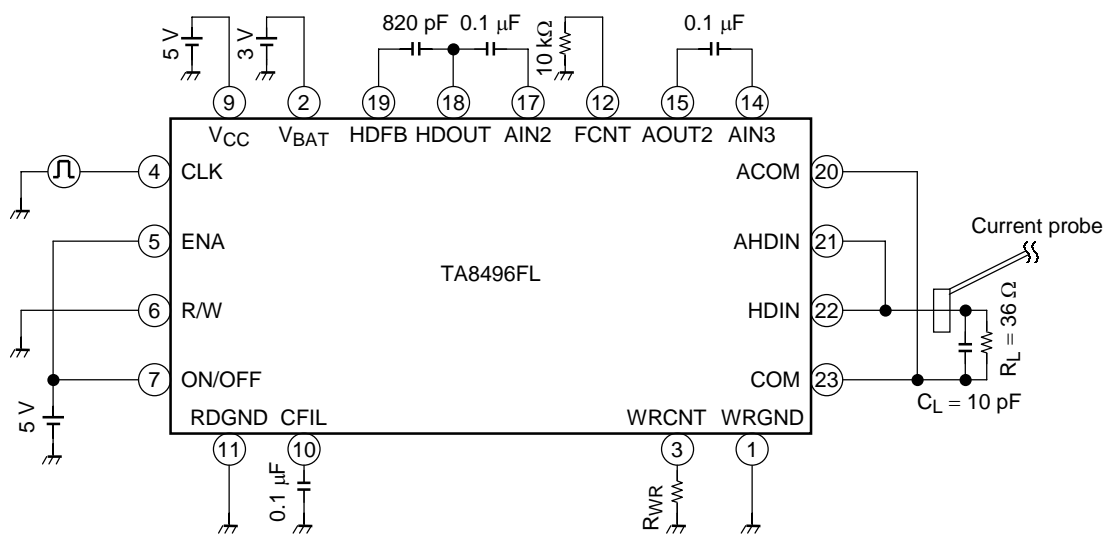 5 V
3 V
820 pF
0.1 µF
10 kΩ
0.1 µF
9
2
19
18
17
12
15
14
VCC
VBAT
HDFB
HDOUT
AIN2
FCNT
AOUT2
AIN3
4
CLK
ACOM
20
5
ENA
AHDIN
21
Current probe
TA8496FL
6
R/W
HDIN
22
RL = 36 Ω
7
ON/OFF
COM
23
CL = 10 pF
5 V
RDGND
CFIL
WRCNT
WRGND
11
10
3
1
0.1 µF
RWR